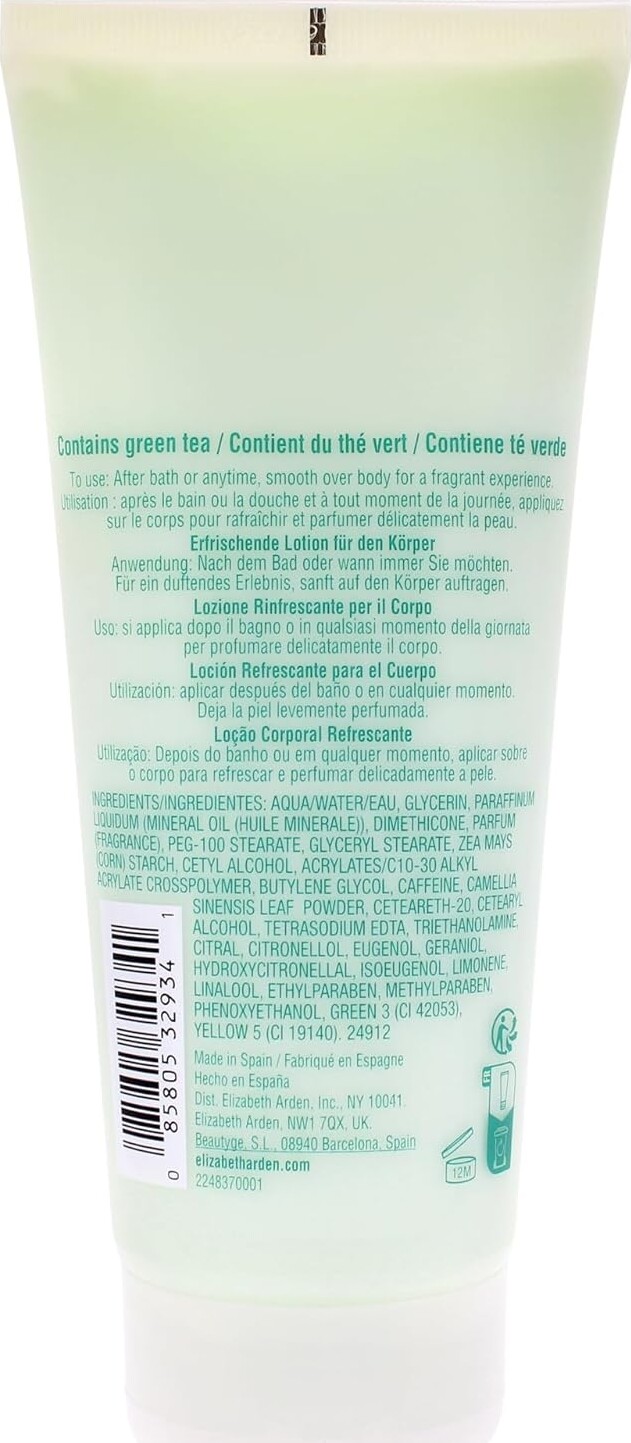 Contains green tea / Contient du thé vert / Contiene té verde
To use: After bath or anytime, smooth over body for a fragrant experience.
Utilisation : après le bain ou la douche et à tout moment de la journée, appliquez
sur le corps pour rafraîchir et parfumer délicatement la peau.
Erfrischende Lotion für den Körper
Anwendung: Nach dem Bad oder wann immer Sie möchten.
Für ein duftendes Erlebnis, sanft auf den Körper auftragen.
Lozione Rinfrescante per il Corpo
Uso: si applica dopo il bagno o in qualsiasi momento della giornata
per profumare delicatamente il corpo.
Loción Refrescante para el Cuerpo
Utilización: aplicar después del baño o en cualquier momento.
Deja la piel levemente perfumada.
Loção Corporal Refrescante
Utilização: Depois do banho ou em qualquer momento, aplicar sobre
o corpo para refrescar e perfumar delicadamente a pele.
INGREDIENTS/INGREDIENTES: AQUA/WATER/EAU, GLYCERIN, PARAFFINUM
LIQUIDUM (MINERAL OIL (HUILE MINERALE)), DIMETHICONE, PARFUM
(FRAGRANCE), PEG-100 STEARATE, GLYCERYL STEARATE, ZEA MAYS
(CORN) STARCH, CETYL ALCOHOL, ACRYLATES/C10-30 ALKYL
ACRYLATE CROSSPOLYMER, BUTYLENE GLYCOL, CAFFEINE, CAMELLIA
SINENSIS LEAF POWDER, CETEARETH-20, CETEARYL
ALCOHOL, TETRASODIUM EDTA, TRIETHANOLAMINE,
CITRAL, CITRONELLOL, EUGENOL, GERANIOL,
HYDROXYCITRONELLAL, ISOEUGENOL, LIMONENE,
LINALOOL, ETHYLPARABEN, METHYLPARABEN,
PHENOXYETHANOL, GREEN 3 (CI 42053),
YELLOW 5 (CI 19140). 24912
Made in Spain / Fabriqué en Espagne
Hecho en España
Dist. Elizabeth Arden, Inc., NY 10041.
Elizabeth Arden, NW1 7QX, UK.
Beautyge, S.L., 08940 Barcelona, Spain
elizabetharden.com
2248370001
0 85805 32934 1
FR
12M